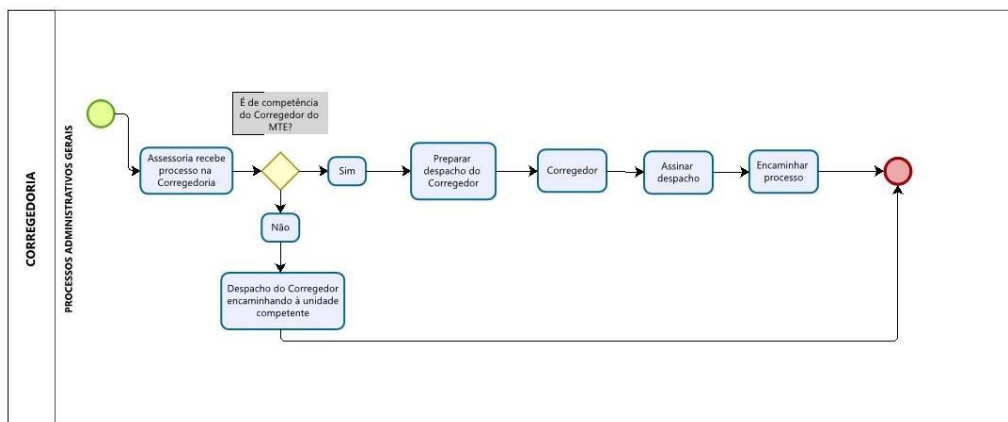 CORREGEDORIA
PROCESSOS ADMINISTRATIVOS GERAIS
É de competência
do Corregedor do
MTE?
Assessoria recebe
processo na
Corregedoria
Sim
Preparar
despacho do
Corregedor
Corregedor
Assinar
despacho
Encaminhar
processo
Não
Despacho do Corregedor
encaminhando à unidade
competente